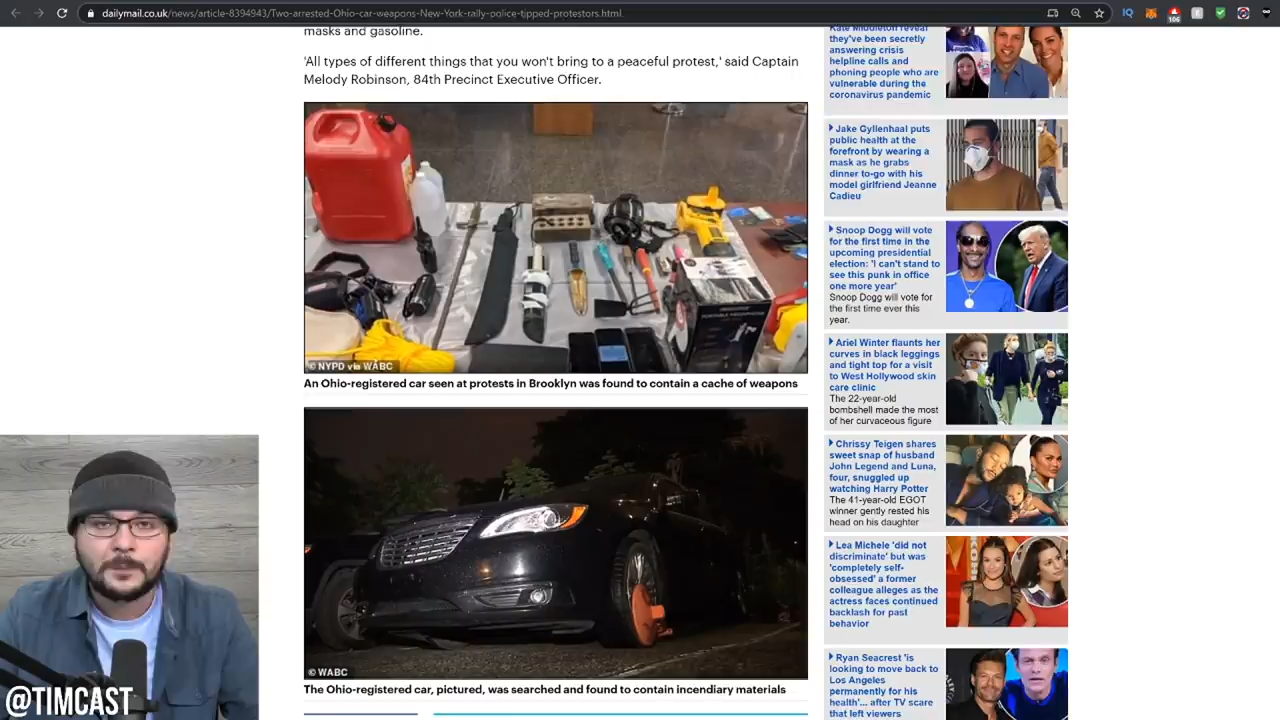 dailymail.co.uk/news/article-8394943/Two-arrested-Ohio-car-weapons-New-York-rally-police-tipped-protestors.html
106
masks and gasoline.
'All types of different things that you won't bring to a peaceful protest,' said Captain
Melody Robinson, 84th Precinct Executive Officer.
© NYPD via WABC
An Ohio-registered car seen at protests in Brooklyn was found to contain a cache of weapons
© WABC
The Ohio-registered car, pictured, was searched and found to contain incendiary materials
Kate Middleton reveal
they've been secretly
answering crisis
helpline calls and
phoning people who are
vulnerable during the
coronavirus pandemic
Jake Gyllenhaal puts
public health at the
forefront by wearing a
mask as he grabs
dinner to-go with his
model girlfriend Jeanne
Cadieu
Snoop Dogg will vote
for the first time in the
upcoming presidential
election: 'I can't stand to
see this punk in office
one more year'
Snoop Dogg will vote for
the first time ever this
year.
Ariel Winter flaunts her
curves in black leggings
and tight top for a visit
to West Hollywood skin
care clinic
The 22-year-old
bombshell made the most
of her curvaceous figure
Chrissy Teigen shares
sweet snap of husband
John Legend and Luna,
four, snuggled up
watching Harry Potter
The 41-year-old EGOT
winner gently rested his
head on his daughter
Lea Michele 'did not
discriminate' but was
'completely self-
obsessed' a former
colleague alleges as the
actress faces continued
backlash for past
behavior
Ryan Seacrest 'is
looking to move back to
Los Angeles
permanently for his
health'... after TV scare
that left viewers
@TIMCAST